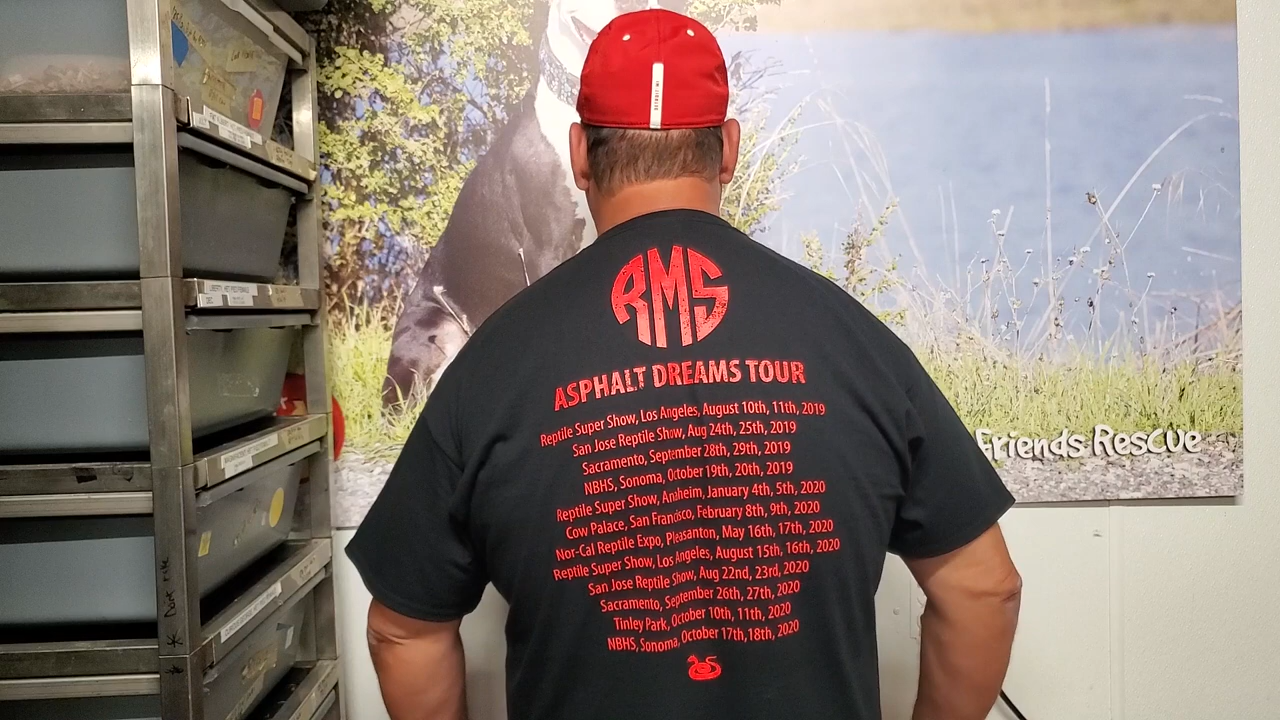 RMS
ASPHALT DREAMS TOUR
Reptile Super Show, Los Angeles, August 10th, 11th, 2019
San Jose Reptile Show, Aug 24th, 25th, 2019
Sacramento, September 28th, 29th, 2019
NBHS, Sonoma, October 19th, 20th, 2019
Reptile Super Show, Anaheim, January 4th, 5th, 2020
Cow Palace, San Francisco, February 8th, 9th, 2020
Nor-Cal Reptile Expo, Pleasanton, May 16th, 17th, 2020
Reptile Super Show, Los Angeles, August 15th, 16th, 2020
San Jose Reptile Show, Aug 22nd, 23rd, 2020
Sacramento, September 26th, 27th, 2020
Tinley Park, October 10th, 11th, 2020
NBHS, Sonoma, October 17th,18th, 2020
Friends Rescue